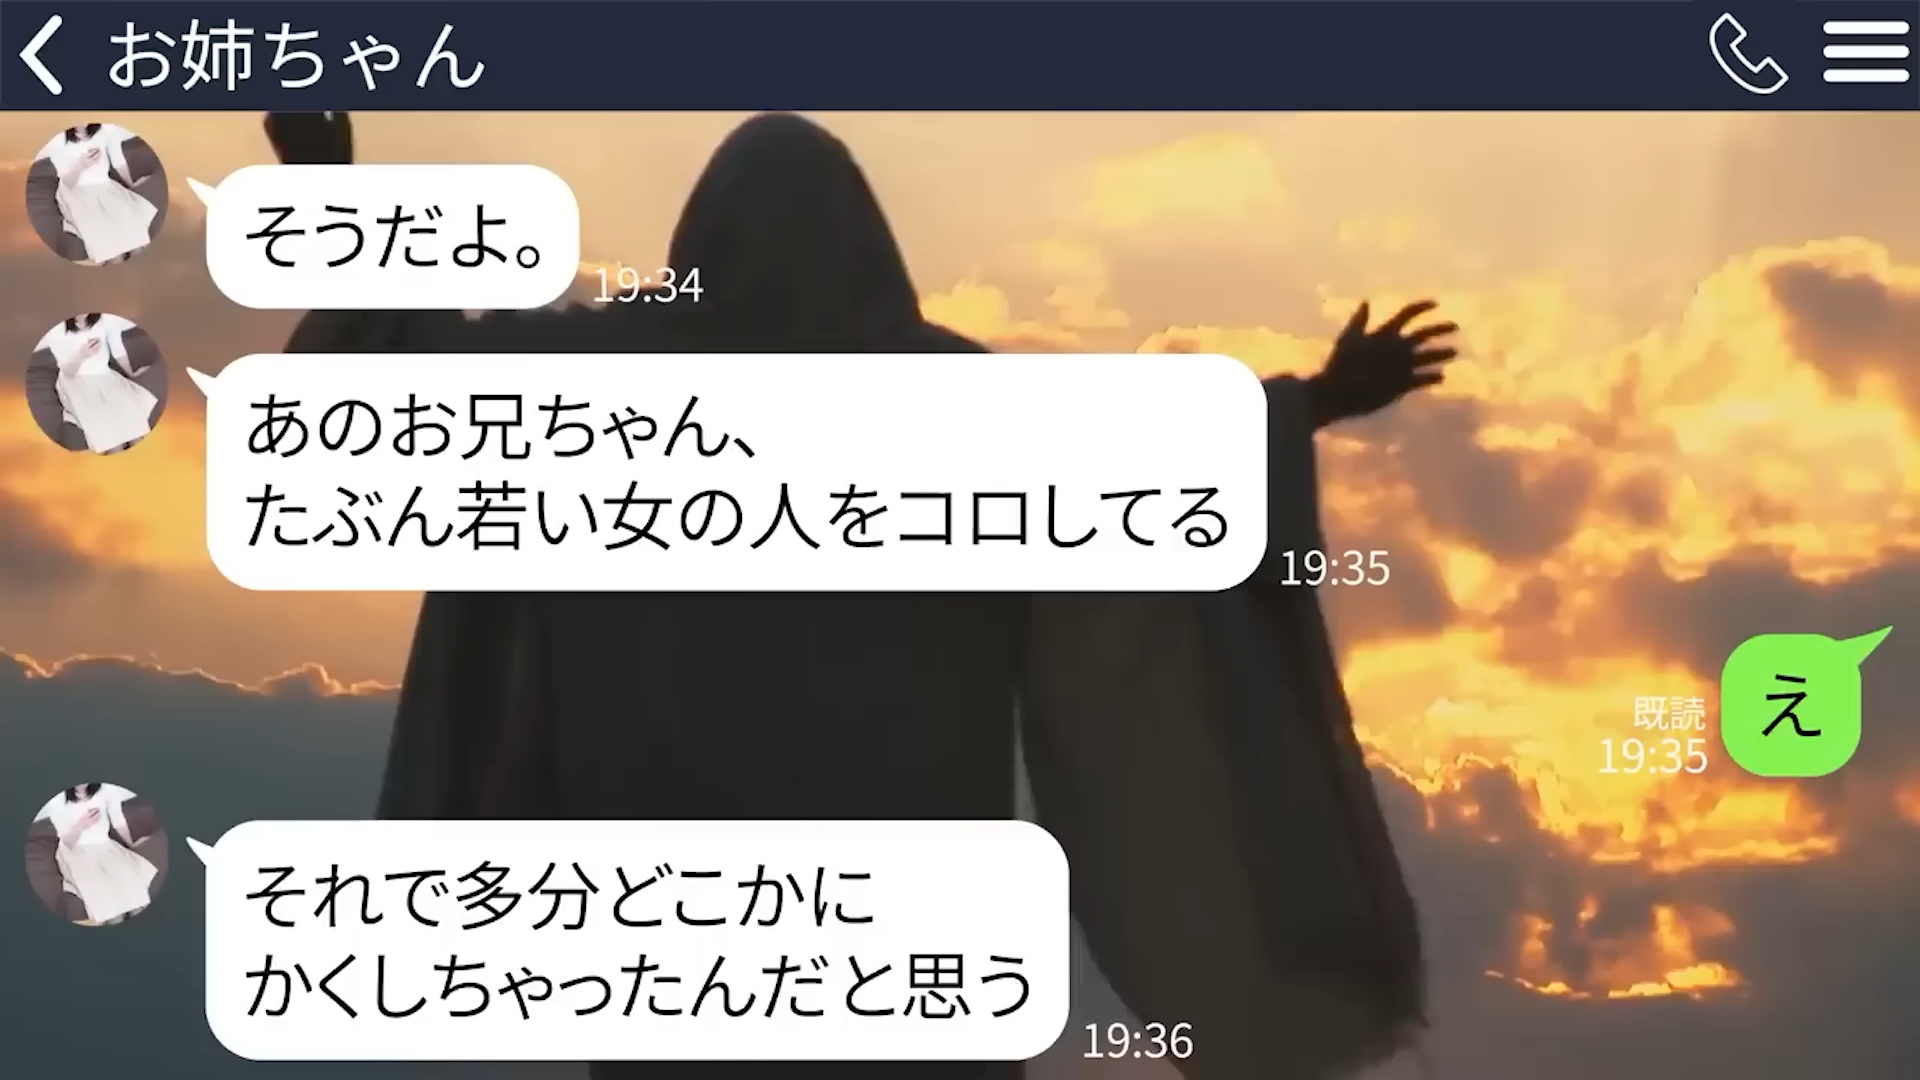 お姉ちゃん
そうだよ。
19:34
あのお兄ちゃん、
たぶん若い女の人をコロしてる
19:35
え
既読
19:35
それで多分どこかに
かくしちゃったんだと思う
19:36